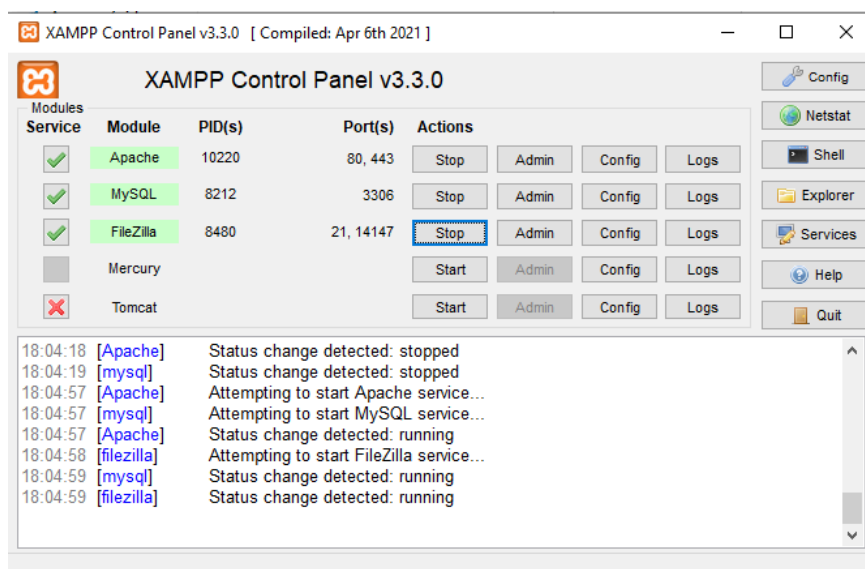 XAMPP Control Panel v3.3.0 [ Compiled: Apr 6th 2021 ]
XAMPP Control Panel v3.3.0
Config
Modules
Netstat
Service Module PID(s) Port(s) Actions
Apache 10220 80, 443 Stop Admin Config Logs
Shell
MySQL 8212 3306 Stop Admin Config Logs
Explorer
FileZilla 8480 21, 14147 Stop Admin Config Logs
Services
Mercury Start Admin Config Logs
Help
Tomcat Start Admin Config Logs
Quit
18:04:18 [Apache] Status change detected: stopped
18:04:19 [mysql] Status change detected: stopped
18:04:57 [Apache] Attempting to start Apache service...
18:04:57 [mysql] Attempting to start MySQL service...
18:04:57 [Apache] Status change detected: running
18:04:58 [filezilla] Attempting to start FileZilla service...
18:04:59 [mysql] Status change detected: running
18:04:59 [filezilla] Status change detected: running